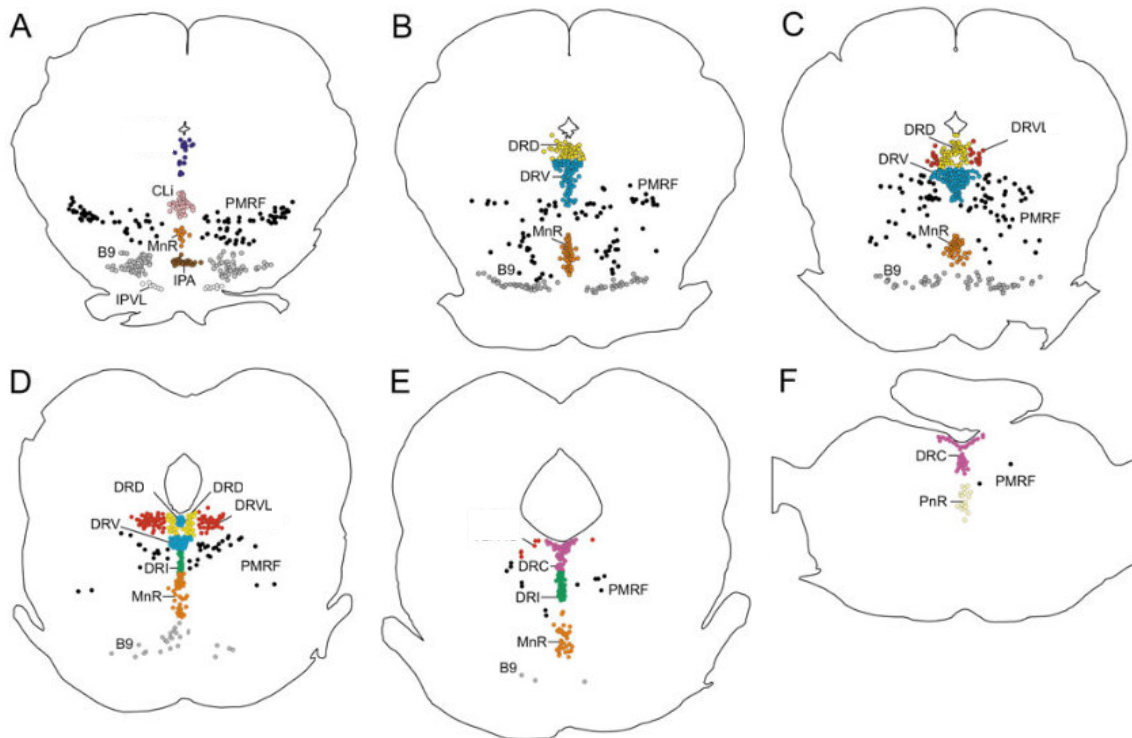 A
CLi
PMRF
MnR
B9
IPA
IPVL
B
DRD
DRV
PMRF
MnR
B9
C
DRD
DRVL
DRV
PMRF
MnR
B9
D
DRD
DRD
DRV
DRVL
DRI
PMRF
MnR
B9
E
DRC
DRI
PMRF
MnR
B9
F
DRC
PMRF
PnR